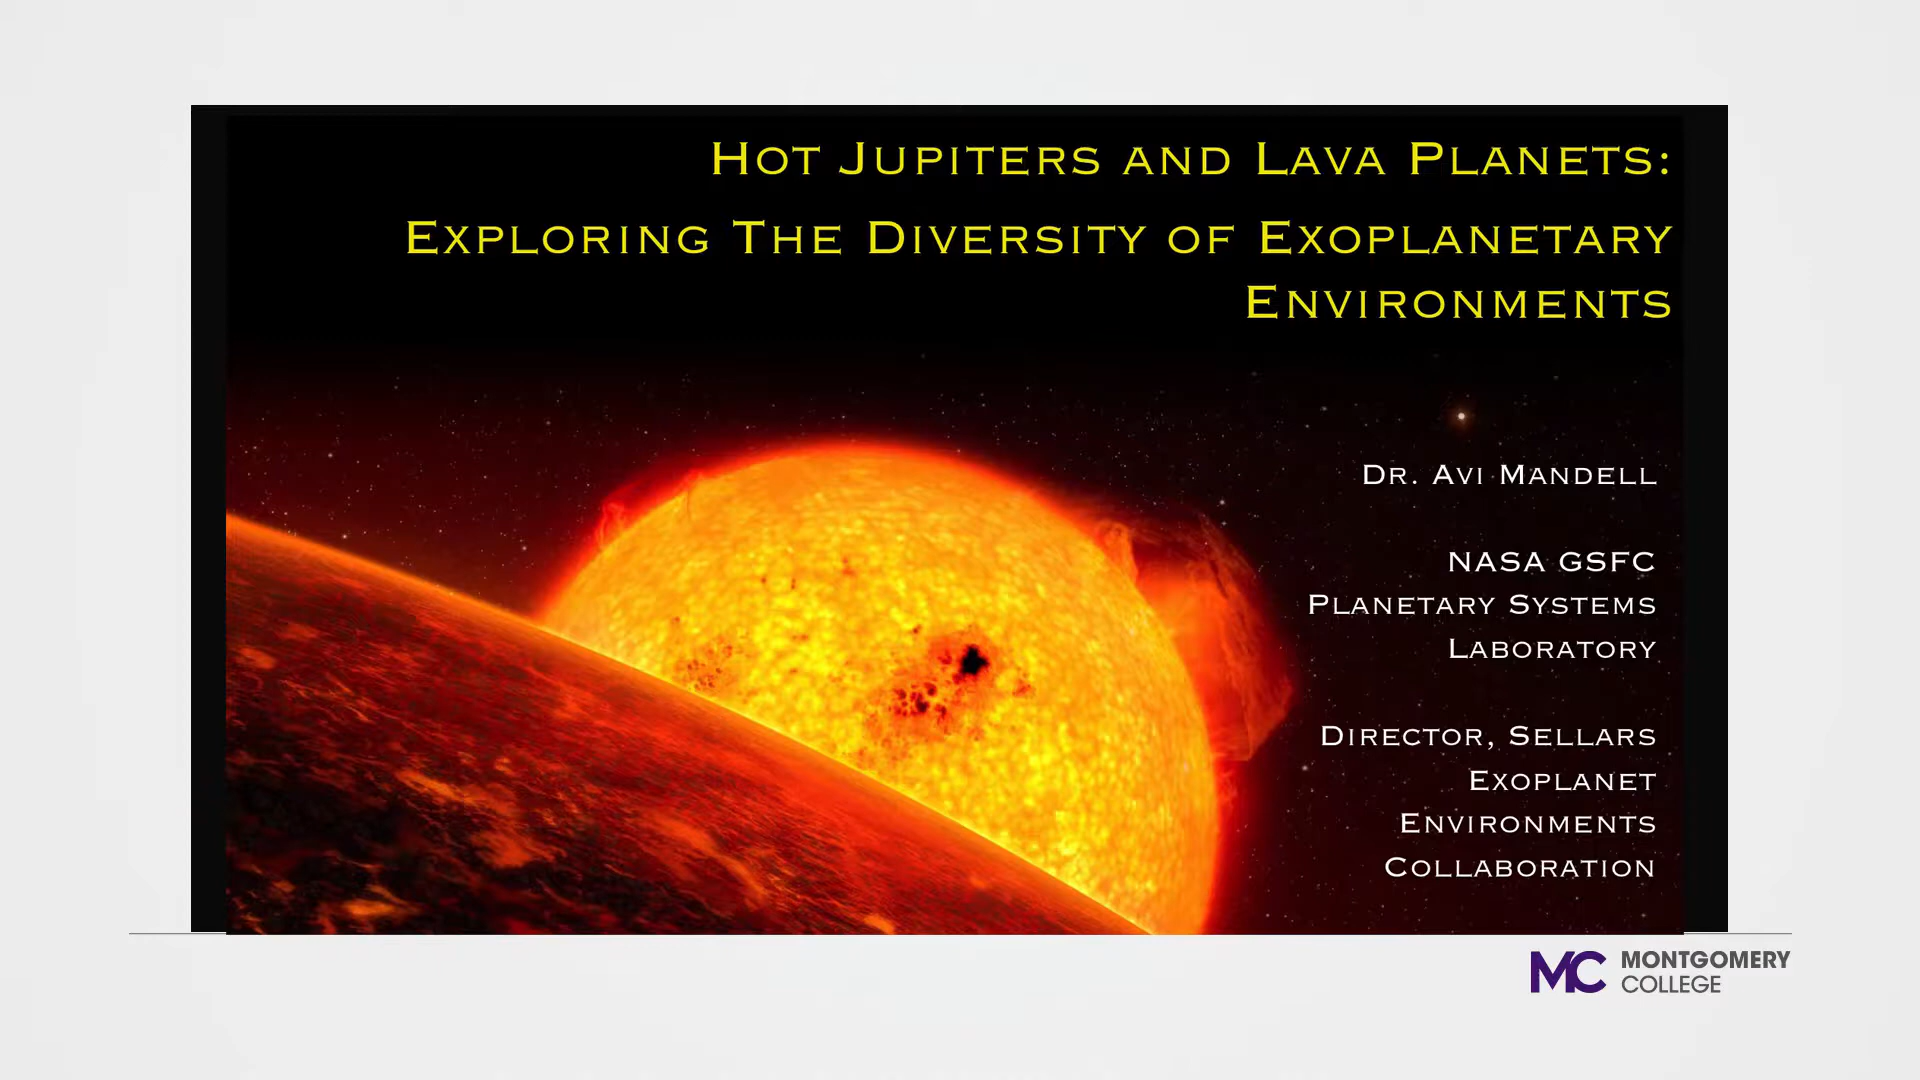 Hot Jupiters and Lava Planets:
Exploring The Diversity of Exoplanetary
Environments
Dr. Avi Mandell
NASA GSFC
Planetary Systems
Laboratory
Director, Sellars
Exoplanet
Environments
Collaboration
MC MONTGOMERY
COLLEGE